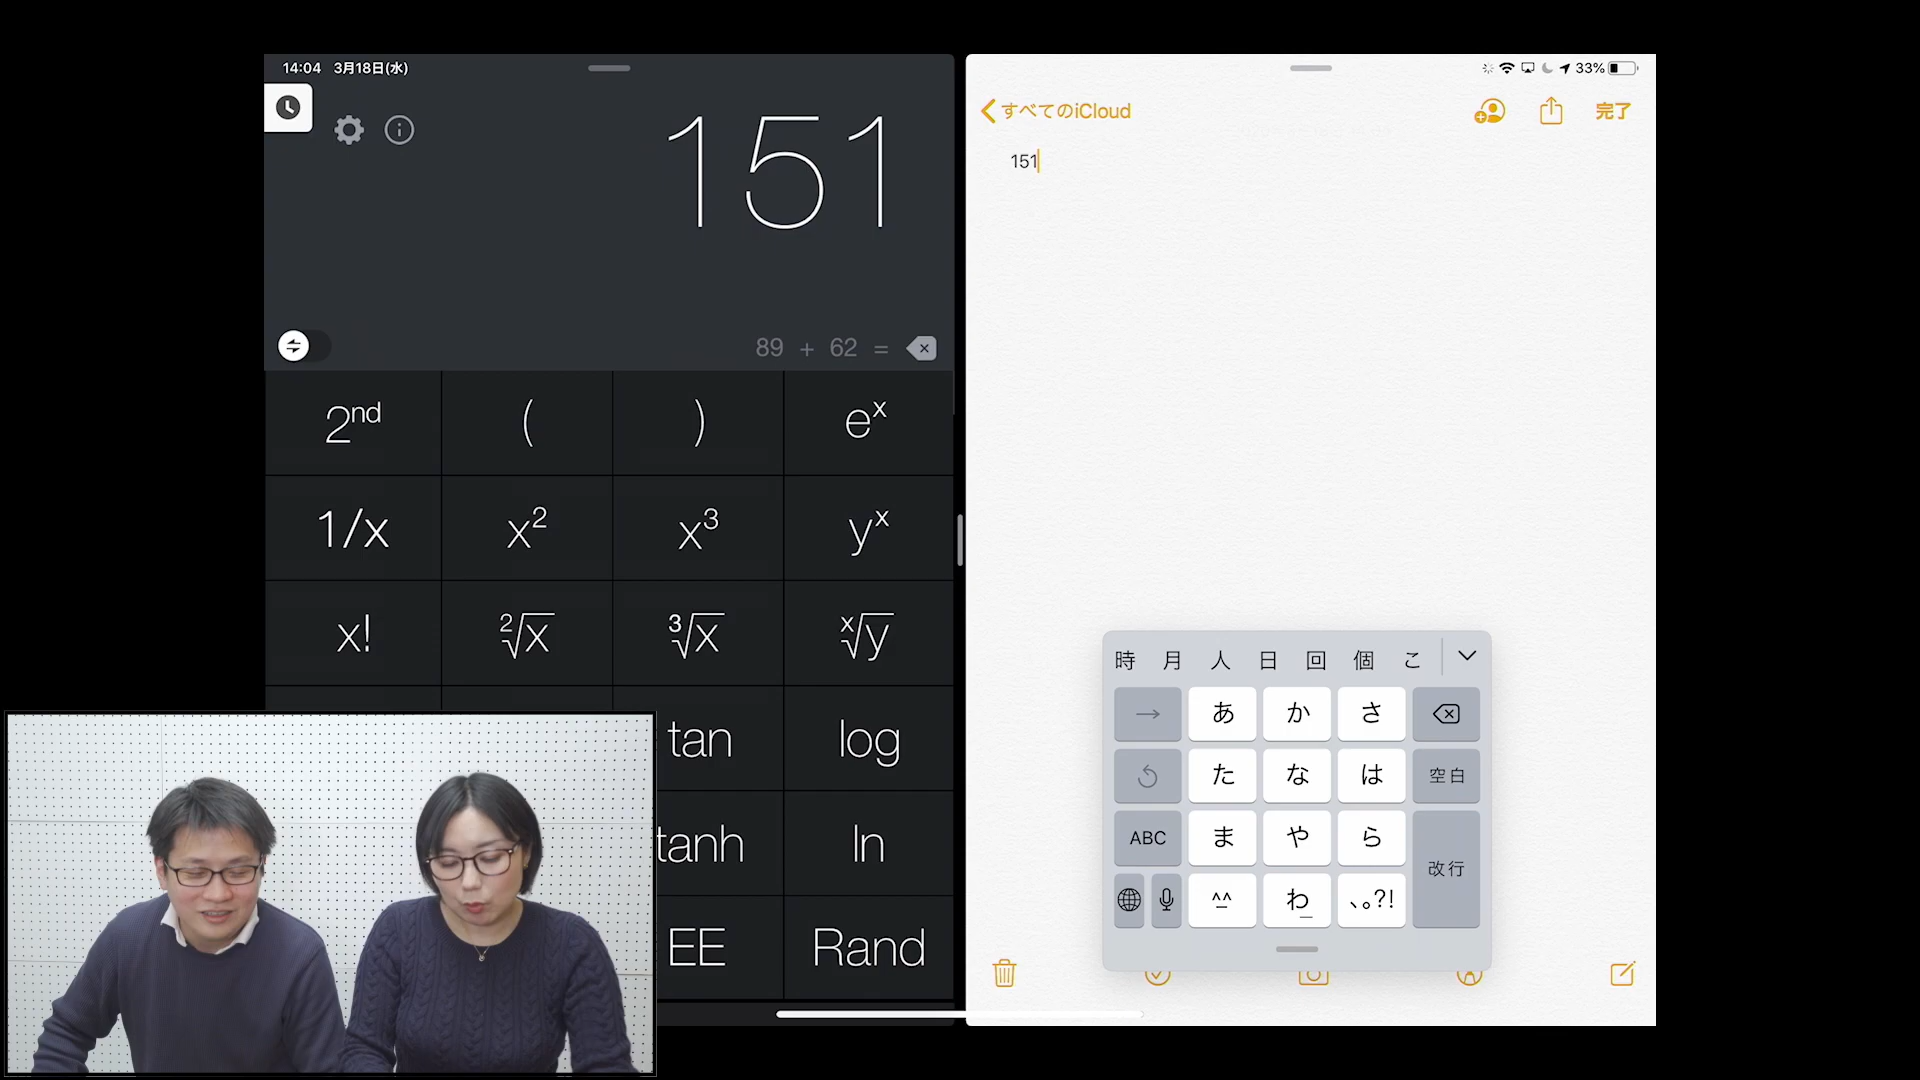 14:04 3月18日(水)
151
89 + 62 =
2nd ( ) eˣ
1/x x² x³ yˣ
x! ²√x ³√x ˣ√y
tan log
tanh ln
EE Rand
33%
すべてのiCloud 完了
151
時 月 人 日 回 個 こ
→ あ か さ
た な は 空白
ABC ま や ら
改行
^^ わ_ 、。?!